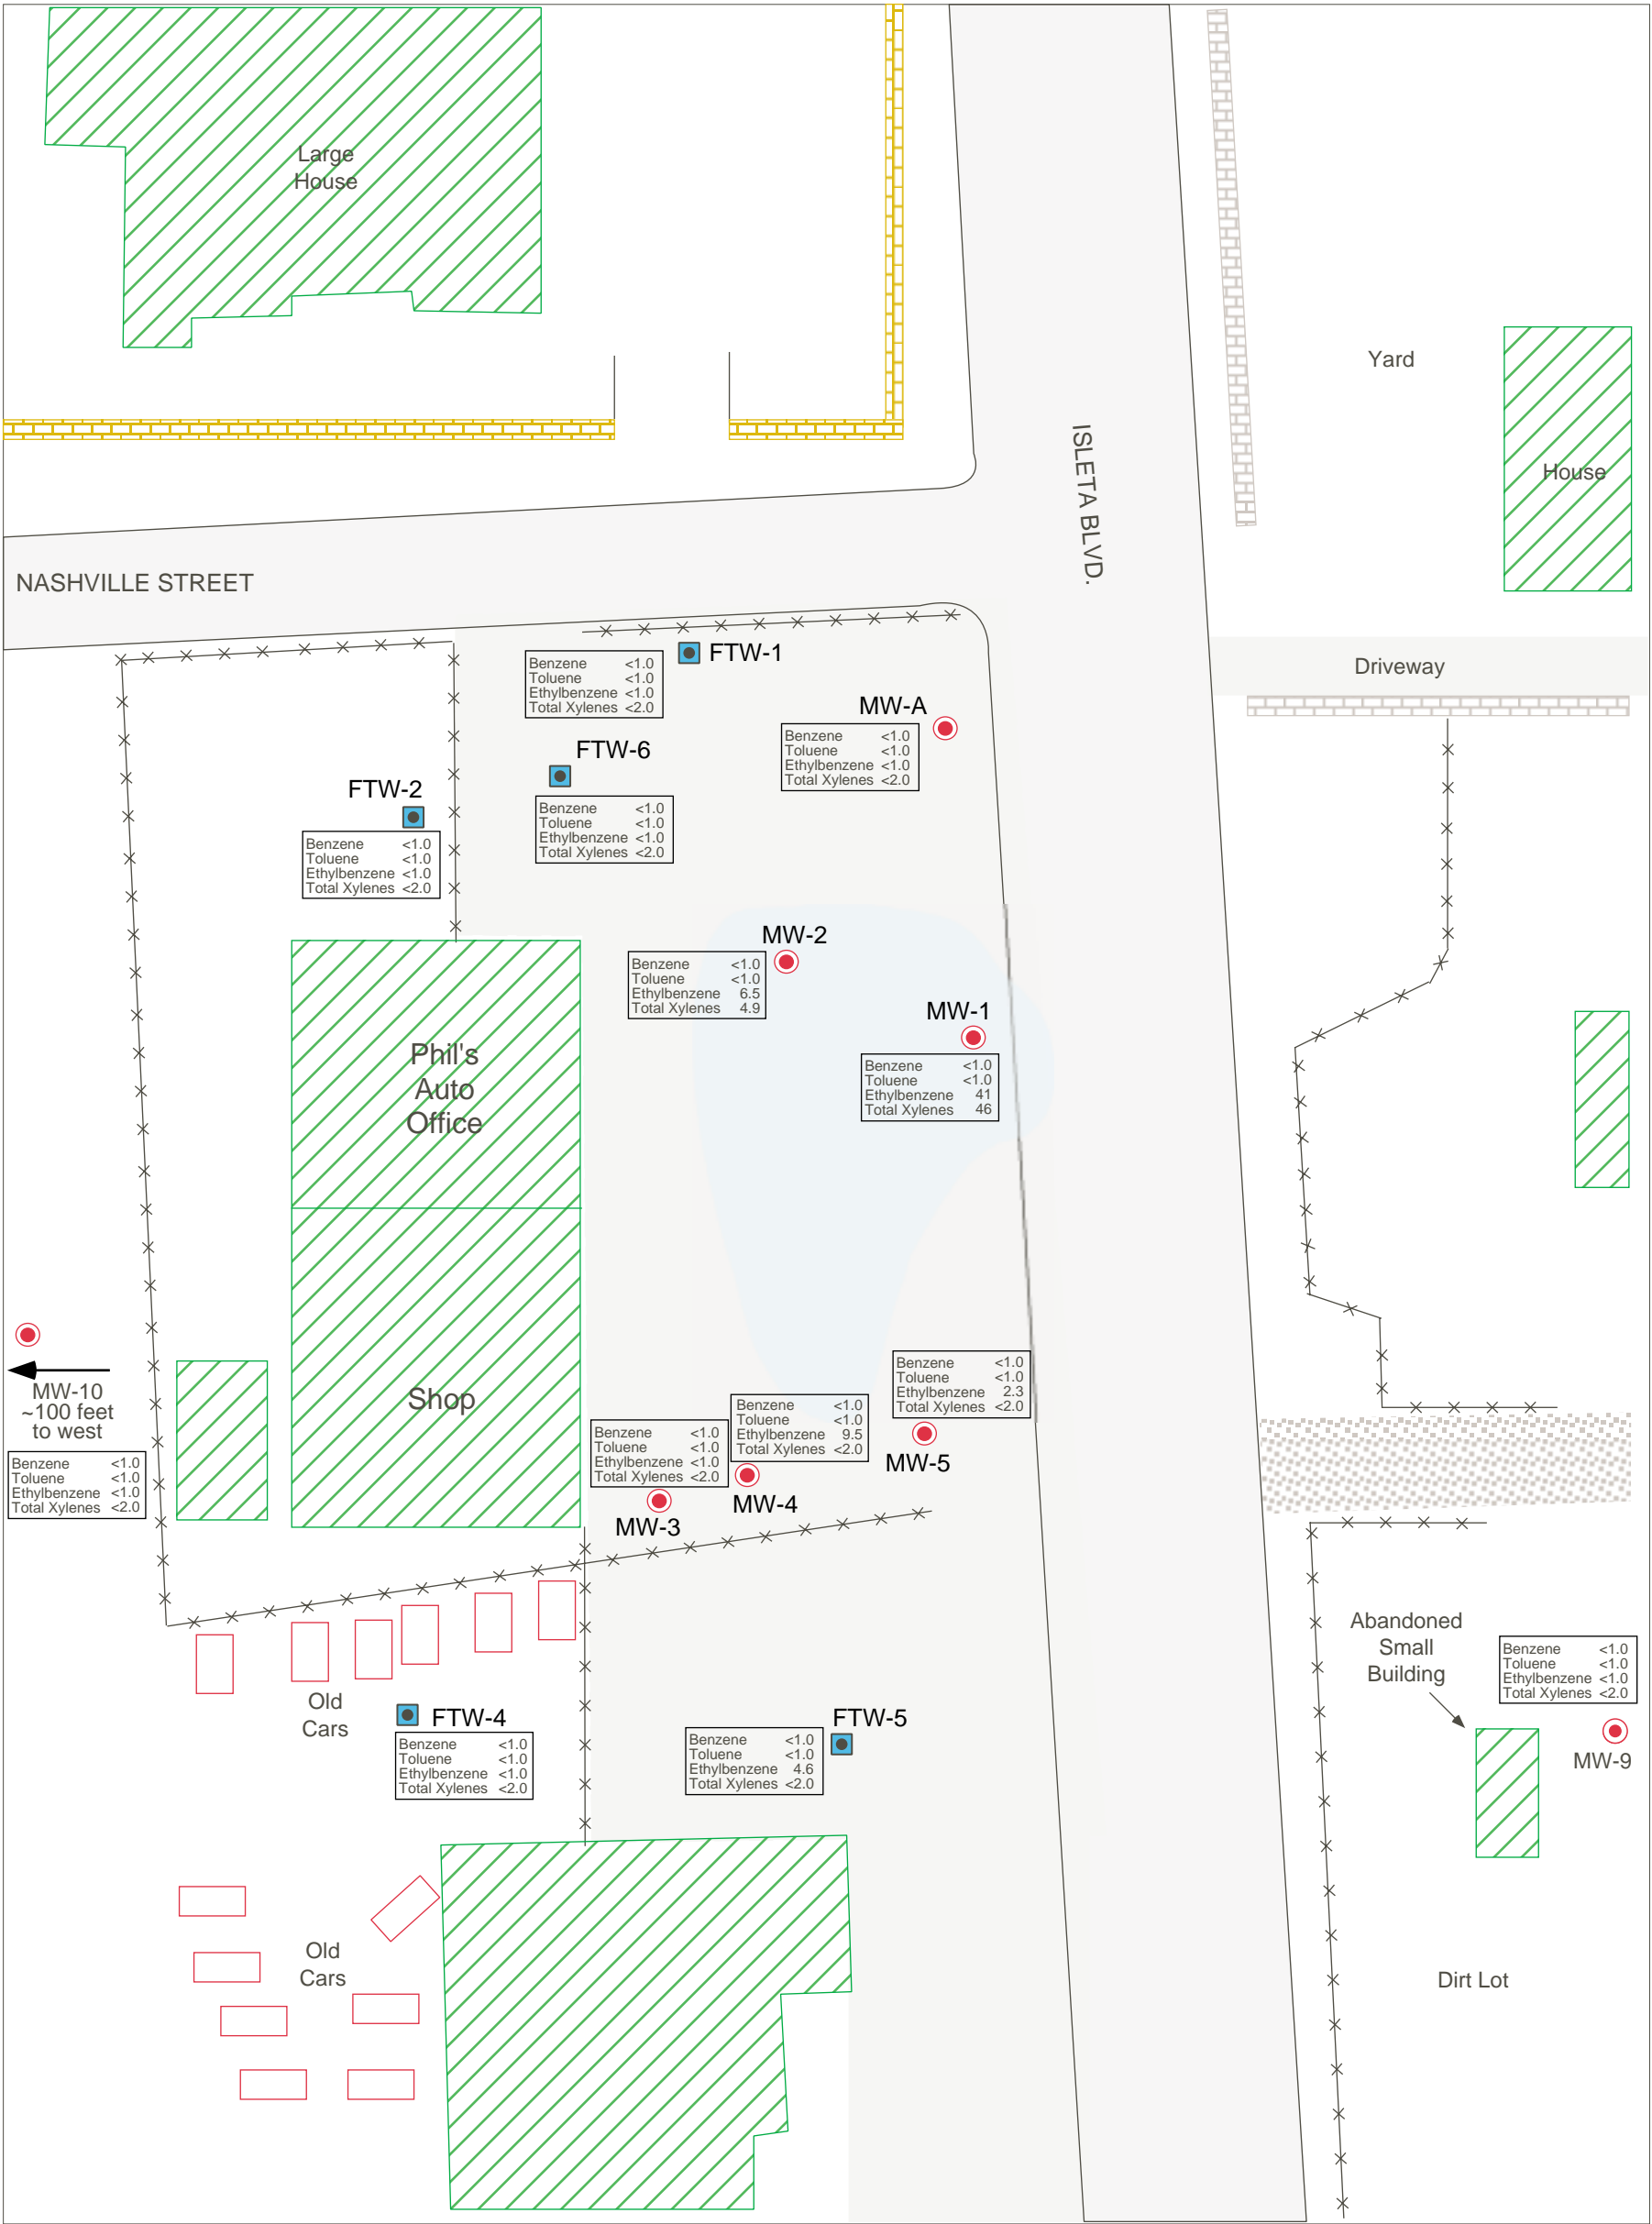 Large
House
Yard
ISLETA BLVD.
House
NASHVILLE STREET
FTW-1
Benzene <1.0
Toluene <1.0
Ethylbenzene <1.0
Total Xylenes <2.0
Driveway
MW-A
Benzene <1.0
Toluene <1.0
Ethylbenzene <1.0
Total Xylenes <2.0
FTW-6
Benzene <1.0
Toluene <1.0
Ethylbenzene <1.0
Total Xylenes <2.0
FTW-2
Benzene <1.0
Toluene <1.0
Ethylbenzene <1.0
Total Xylenes <2.0
MW-2
Benzene <1.0
Toluene <1.0
Ethylbenzene 6.5
Total Xylenes 4.9
MW-1
Benzene <1.0
Toluene <1.0
Ethylbenzene 41
Total Xylenes 46
Phil's
Auto
Office
Shop
MW-10
~100 feet
to west
Benzene <1.0
Toluene <1.0
Ethylbenzene <1.0
Total Xylenes <2.0
Benzene <1.0
Toluene <1.0
Ethylbenzene <1.0
Total Xylenes <2.0
MW-3
Benzene <1.0
Toluene <1.0
Ethylbenzene 9.5
Total Xylenes <2.0
MW-4
Benzene <1.0
Toluene <1.0
Ethylbenzene 2.3
Total Xylenes <2.0
MW-5
Abandoned
Small
Building
Benzene <1.0
Toluene <1.0
Ethylbenzene <1.0
Total Xylenes <2.0
MW-9
Old
Cars
FTW-4
Benzene <1.0
Toluene <1.0
Ethylbenzene <1.0
Total Xylenes <2.0
FTW-5
Benzene <1.0
Toluene <1.0
Ethylbenzene 4.6
Total Xylenes <2.0
Old
Cars
Dirt Lot